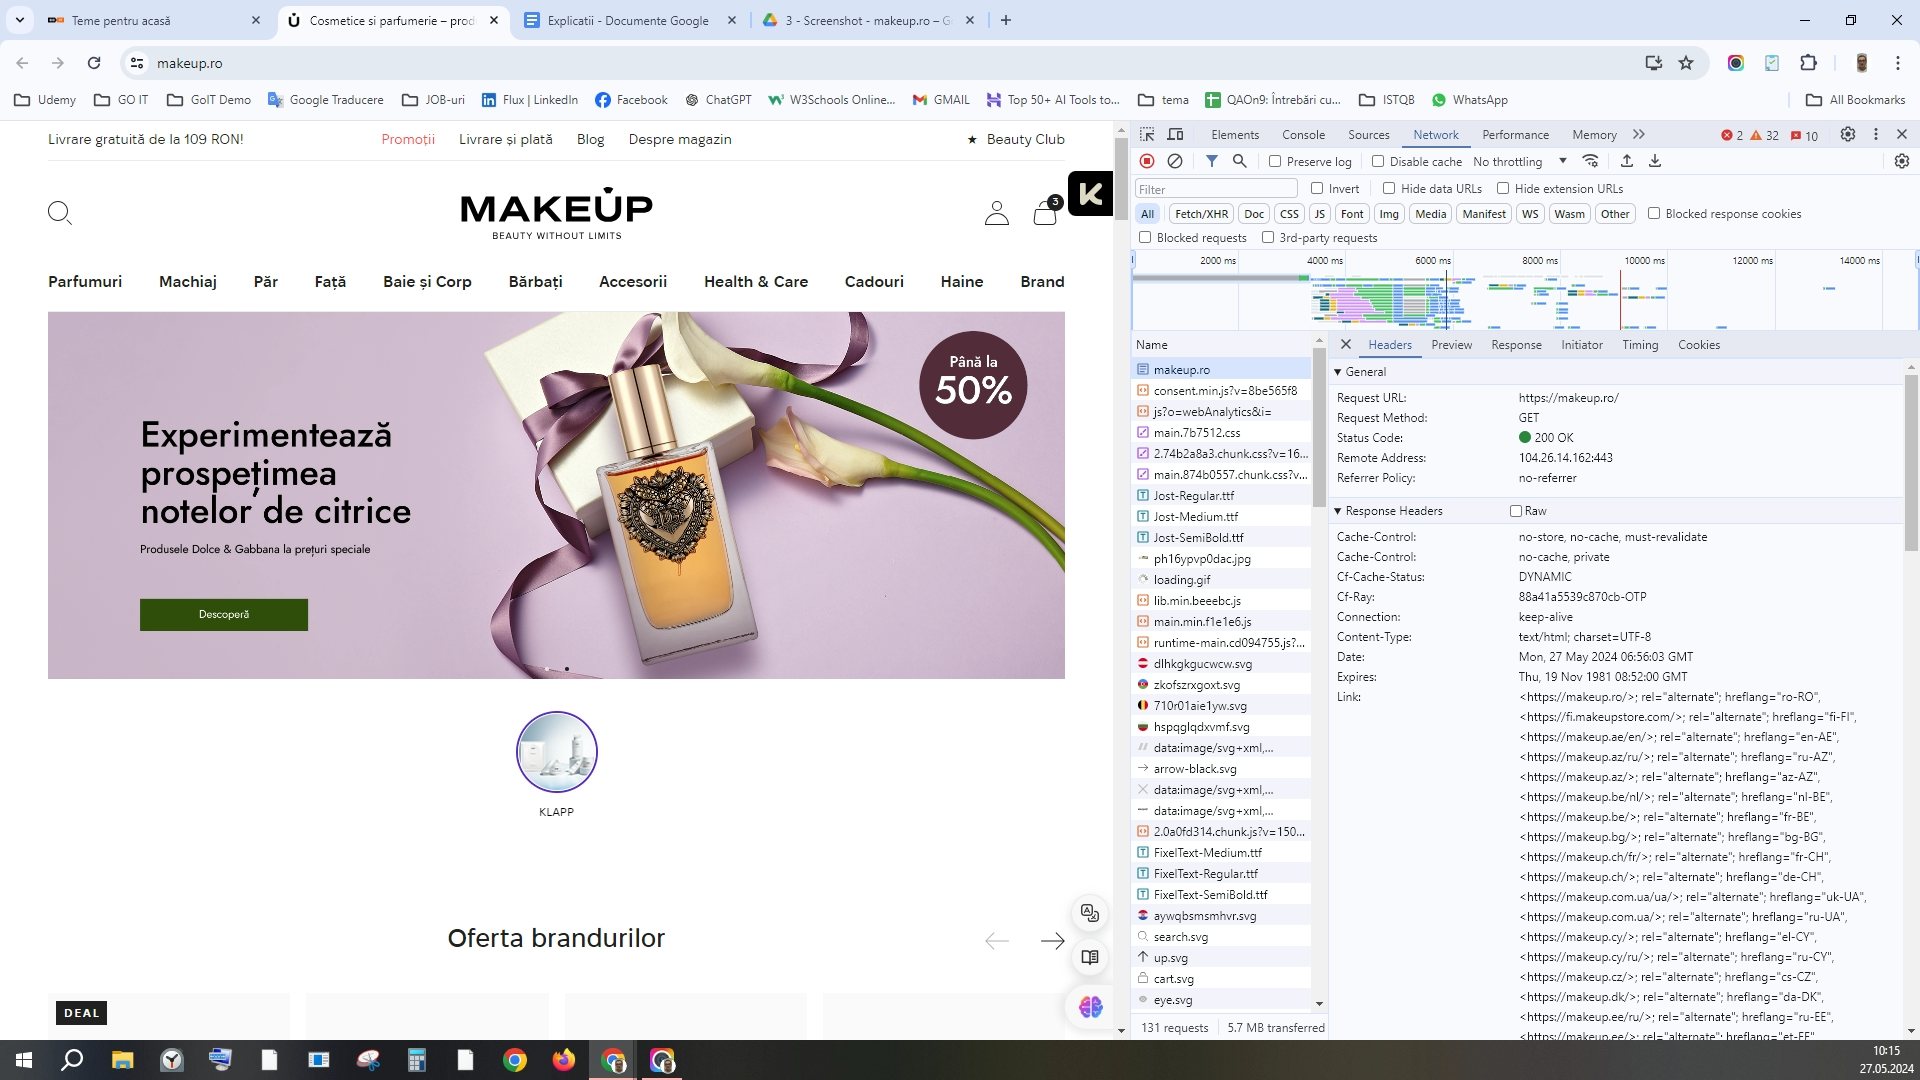 Teme pentru acasă
Cosmetice si parfumerie – prod
Explicatii - Documente Google
3 - Screenshot - makeup.ro – G
makeup.ro
Udemy
GO IT
GoIT Demo
Google Traducere
JOB-uri
Flux | LinkedIn
Facebook
ChatGPT
W3Schools Online...
GMAIL
Top 50+ AI Tools to...
tema
QAOn9: Întrebări cu...
ISTQB
WhatsApp
All Bookmarks
Livrare gratuită de la 109 RON!
Promoții
Livrare și plată
Blog
Despre magazin
★ Beauty Club
MAKEUP
BEAUTY WITHOUT LIMITS
3
K
Parfumuri
Machiaj
Păr
Față
Baie și Corp
Bărbați
Accesorii
Health & Care
Cadouri
Haine
Brand
Până la
50%
Experimentează
prospețimea
notelor de citrice
Produsele Dolce & Gabbana la prețuri speciale
Descoperă
KLAPP
Oferta brandurilor
DEAL
Elements
Console
Sources
Network
Performance
Memory
2
32
10
Preserve log
Disable cache
No throttling
Filter
Invert
Hide data URLs
Hide extension URLs
All
Fetch/XHR
Doc
CSS
JS
Font
Img
Media
Manifest
WS
Wasm
Other
Blocked response cookies
Blocked requests
3rd-party requests
2000 ms
4000 ms
6000 ms
8000 ms
10000 ms
12000 ms
14000 ms
Name
makeup.ro
consent.min.js?v=8be565f8
js?o=webAnalytics&i=
main.7b7512.css
2.74b2a8a3.chunk.css?v=16...
main.874b0557.chunk.css?v...
Jost-Regular.ttf
Jost-Medium.ttf
Jost-SemiBold.ttf
ph16ypvp0dac.jpg
loading.gif
lib.min.beeebc.js
main.min.f1e1e6.js
runtime-main.cd094755.js?...
dlhkgkgucwcw.svg
zkofszrxgoxt.svg
710r01aie1yw.svg
hspqglqdxvmf.svg
data:image/svg+xml,...
arrow-black.svg
data:image/svg+xml,...
data:image/svg+xml,...
2.0a0fd314.chunk.js?v=150...
FixelText-Medium.ttf
FixelText-Regular.ttf
FixelText-SemiBold.ttf
aywqbsmsmhvr.svg
search.svg
up.svg
cart.svg
eye.svg
131 requests
5.7 MB transferred
Headers
Preview
Response
Initiator
Timing
Cookies
General
Request URL: https://makeup.ro/
Request Method: GET
Status Code: 200 OK
Remote Address: 104.26.14.162:443
Referrer Policy: no-referrer
Response Headers
Raw
Cache-Control: no-store, no-cache, must-revalidate
Cache-Control: no-cache, private
Cf-Cache-Status: DYNAMIC
Cf-Ray: 88a41a5539c870cb-OTP
Connection: keep-alive
Content-Type: text/html; charset=UTF-8
Date: Mon, 27 May 2024 06:56:03 GMT
Expires: Thu, 19 Nov 1981 08:52:00 GMT
Link: <https://makeup.ro/>; rel="alternate"; hreflang="ro-RO",
<https://fi.makeupstore.com/>; rel="alternate"; hreflang="fi-FI",
<https://makeup.ae/en/>; rel="alternate"; hreflang="en-AE",
<https://makeup.az/ru/>; rel="alternate"; hreflang="ru-AZ",
<https://makeup.az/>; rel="alternate"; hreflang="az-AZ",
<https://makeup.be/nl/>; rel="alternate"; hreflang="nl-BE",
<https://makeup.be/>; rel="alternate"; hreflang="fr-BE",
<https://makeup.bg/>; rel="alternate"; hreflang="bg-BG",
<https://makeup.ch/fr/>; rel="alternate"; hreflang="fr-CH",
<https://makeup.ch/>; rel="alternate"; hreflang="de-CH",
<https://makeup.com.ua/ua/>; rel="alternate"; hreflang="uk-UA",
<https://makeup.com.ua/>; rel="alternate"; hreflang="ru-UA",
<https://makeup.cy/>; rel="alternate"; hreflang="el-CY",
<https://makeup.cy/ru/>; rel="alternate"; hreflang="ru-CY",
<https://makeup.cz/>; rel="alternate"; hreflang="cs-CZ",
<https://makeup.dk/>; rel="alternate"; hreflang="da-DK",
<https://makeup.ee/ru/>; rel="alternate"; hreflang="ru-EE",
<https://makeup.ee/>; rel="alternate"; hreflang="et-EE"
10:15
27.05.2024